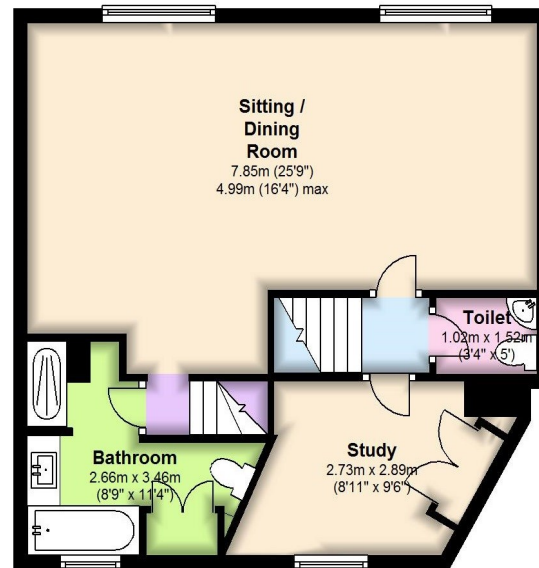 Sitting /
Dining
Room
7.85m (25'9")
4.99m (16'4") max
Toilet
1.02m x 1.52m
(3'4" x 5')
Bathroom
2.66m x 3.46m
(8'9" x 11'4")
Study
2.73m x 2.89m
(8'11" x 9'6")